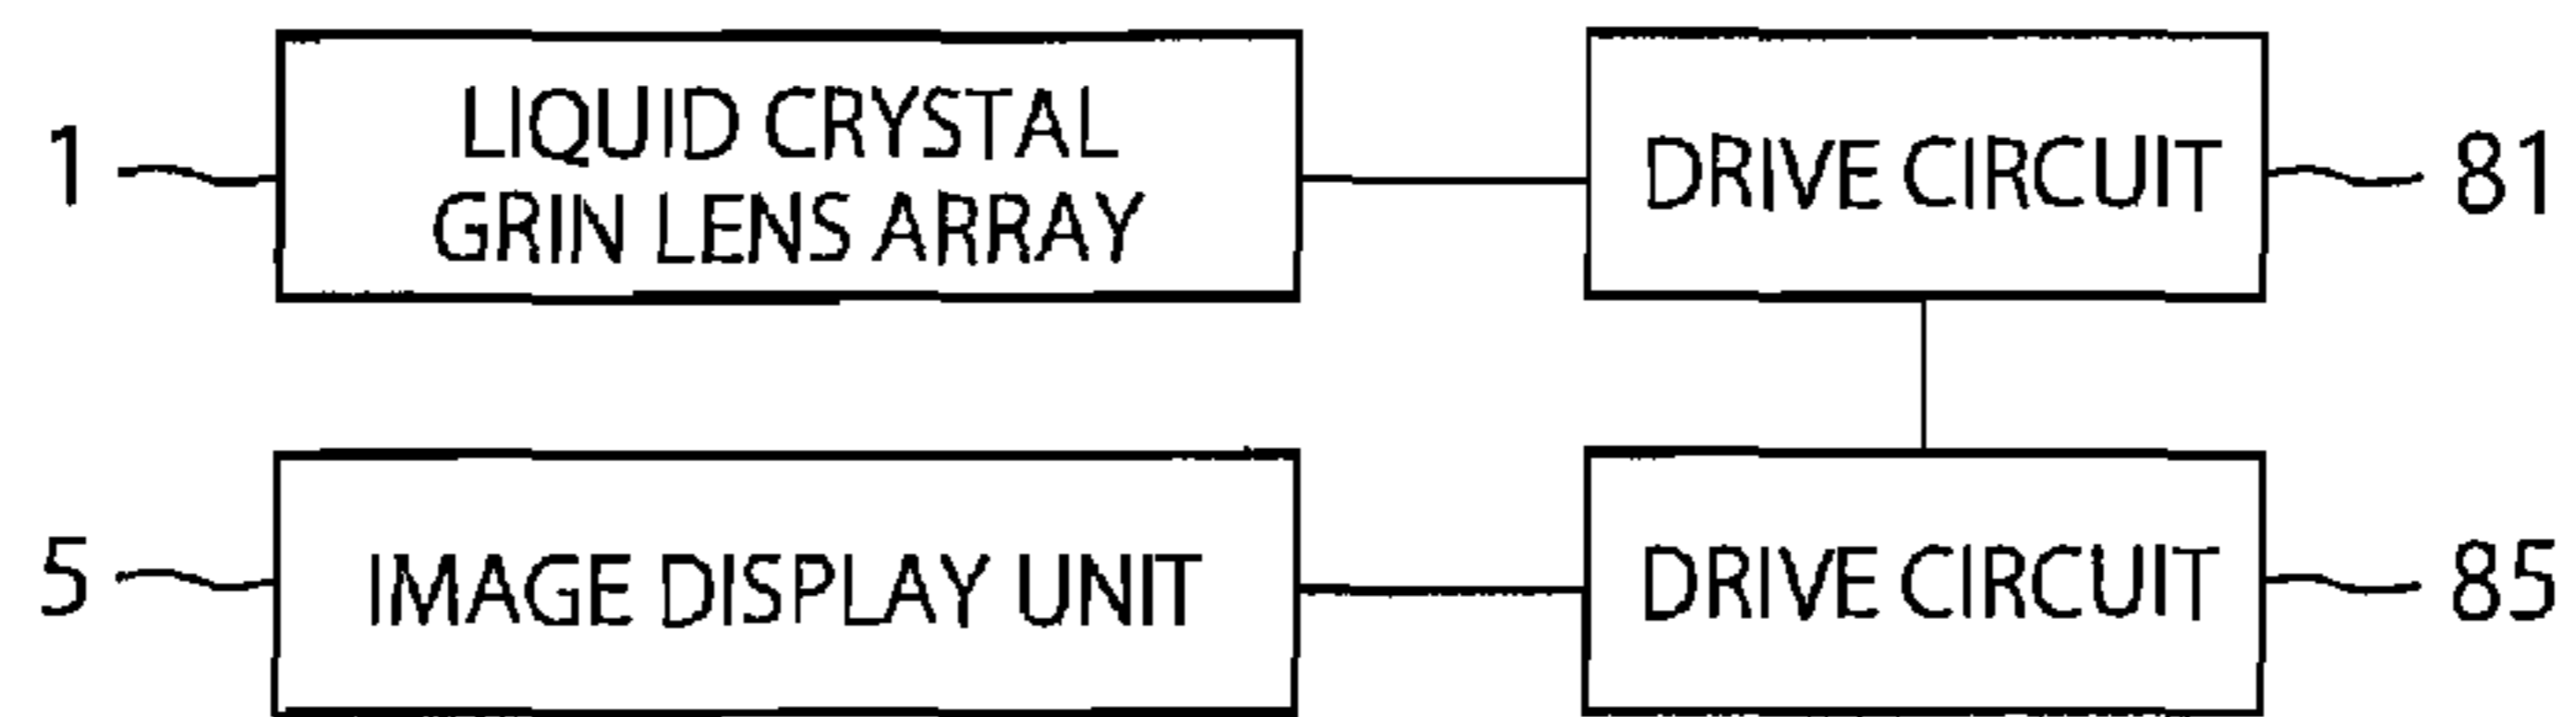 1
LIQUID CRYSTAL
GRIN LENS ARRAY
DRIVE CIRCUIT
81
5
IMAGE DISPLAY UNIT
DRIVE CIRCUIT
85